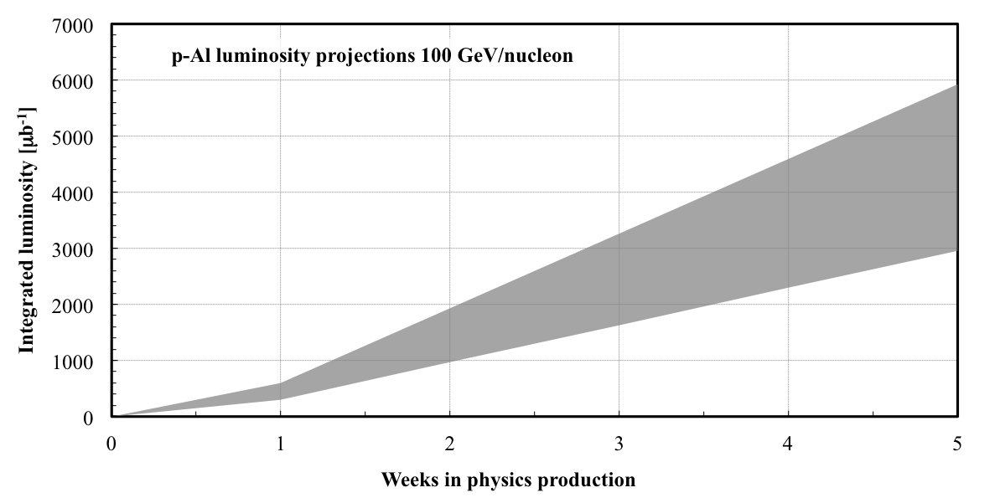 7000
p-Al luminosity projections 100 GeV/nucleon
6000
5000
4000
3000
2000
1000
0
Integrated luminosity [μb⁻¹]
0 1 2 3 4 5
Weeks in physics production